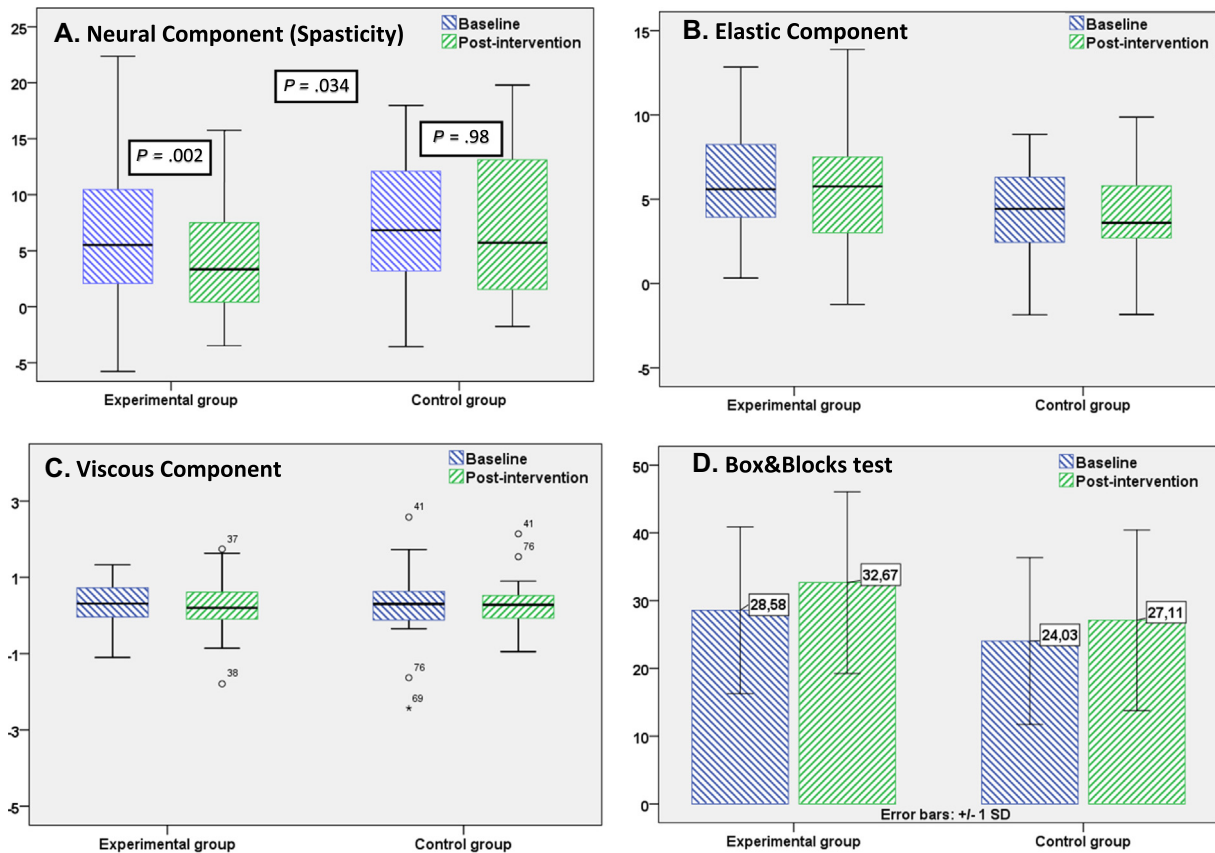 A. Neural Component (Spasticity)
Baseline
Post-intervention
25
20
15
10
5
0
-5
P = .002
P = .034
P = .98
Experimental group
Control group
B. Elastic Component
Baseline
Post-intervention
15
10
5
0
-5
Experimental group
Control group
C. Viscous Component
Baseline
Post-intervention
3
1
-1
-3
-5
37
38
41
76
69
41
76
Experimental group
Control group
D. Box&Blocks test
Baseline
Post-intervention
50
40
30
20
10
0
28,58
32,67
24,03
27,11
Error bars: +/- 1 SD
Experimental group
Control group